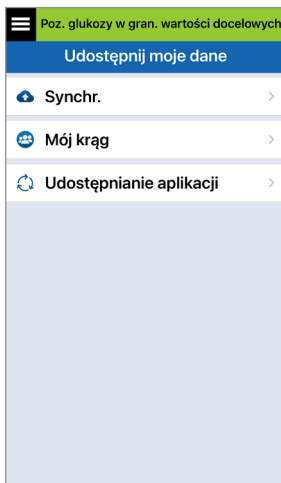 Poz. glukozy w gran. wartości docelowych
Udostępnij moje dane
Synchr.
Mój krąg
Udostępnianie aplikacji